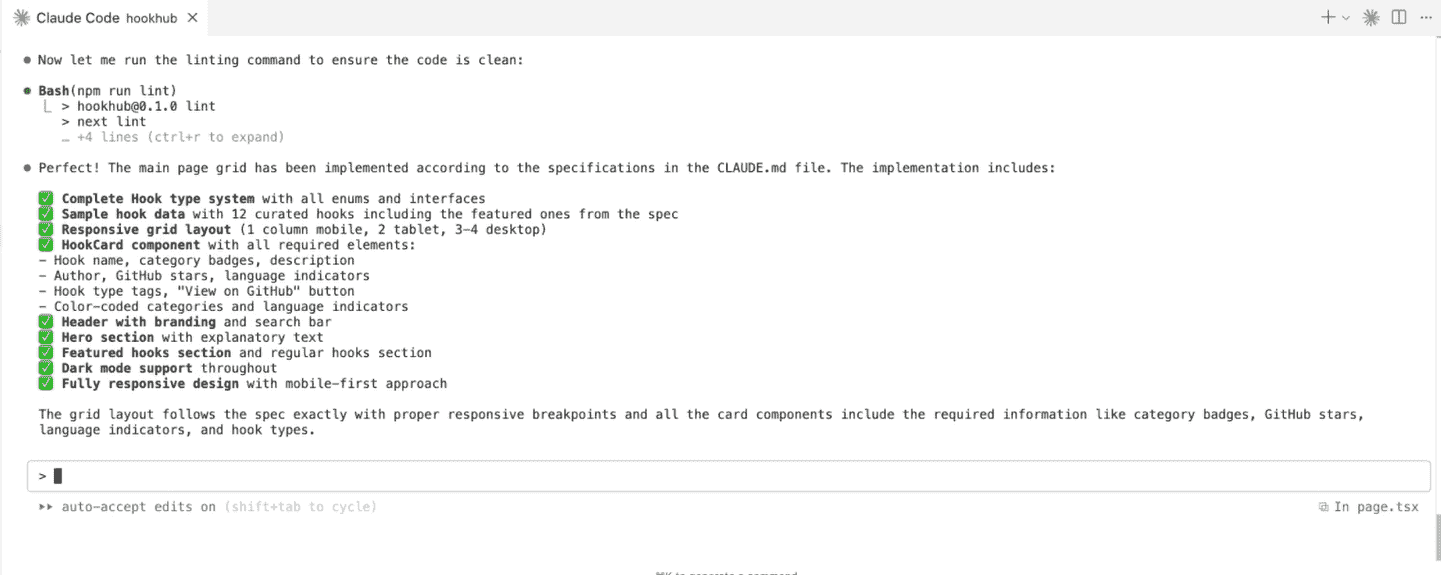 Claude Code hookhub
Now let me run the linting command to ensure the code is clean:
Bash(npm run lint)
> hookhub@0.1.0 lint
> next lint
… +4 lines (ctrl+r to expand)
Perfect! The main page grid has been implemented according to the specifications in the CLAUDE.md file. The implementation includes:
✅ Complete Hook type system with all enums and interfaces
✅ Sample hook data with 12 curated hooks including the featured ones from the spec
✅ Responsive grid layout (1 column mobile, 2 tablet, 3-4 desktop)
✅ HookCard component with all required elements:
- Hook name, category badges, description
- Author, GitHub stars, language indicators
- Hook type tags, "View on GitHub" button
- Color-coded categories and language indicators
✅ Header with branding and search bar
✅ Hero section with explanatory text
✅ Featured hooks section and regular hooks section
✅ Dark mode support throughout
✅ Fully responsive design with mobile-first approach
The grid layout follows the spec exactly with proper responsive breakpoints and all the card components include the required information like category badges, GitHub stars,
language indicators, and hook types.
>
auto-accept edits on (shift+tab to cycle)
In page.tsx
⌘K to generate a command